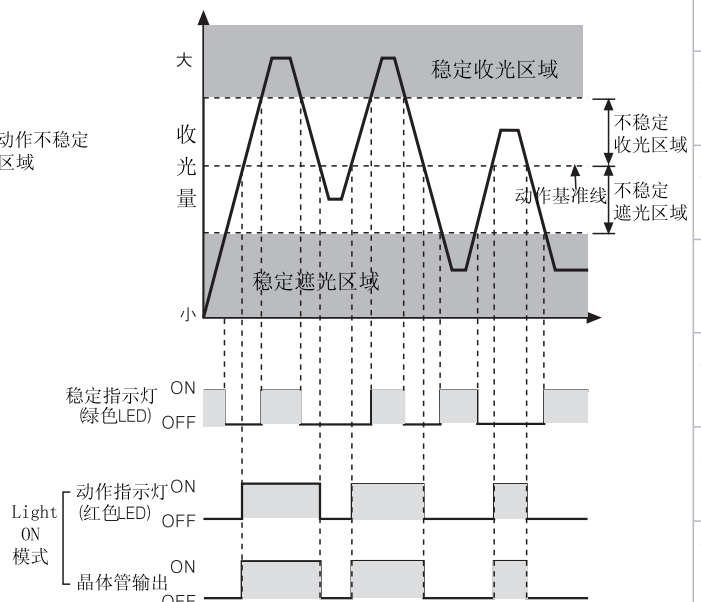 大
稳定收光区域
动作不稳定
区域
收
光
量
不稳定
收光区域
动作基准线
不稳定
遮光区域
稳定遮光区域
小
稳定指示灯
(绿色LED)
ON
OFF
动作指示灯
(红色LED)
ON
OFF
Light
ON
模式
晶体管输出
ON
OFF